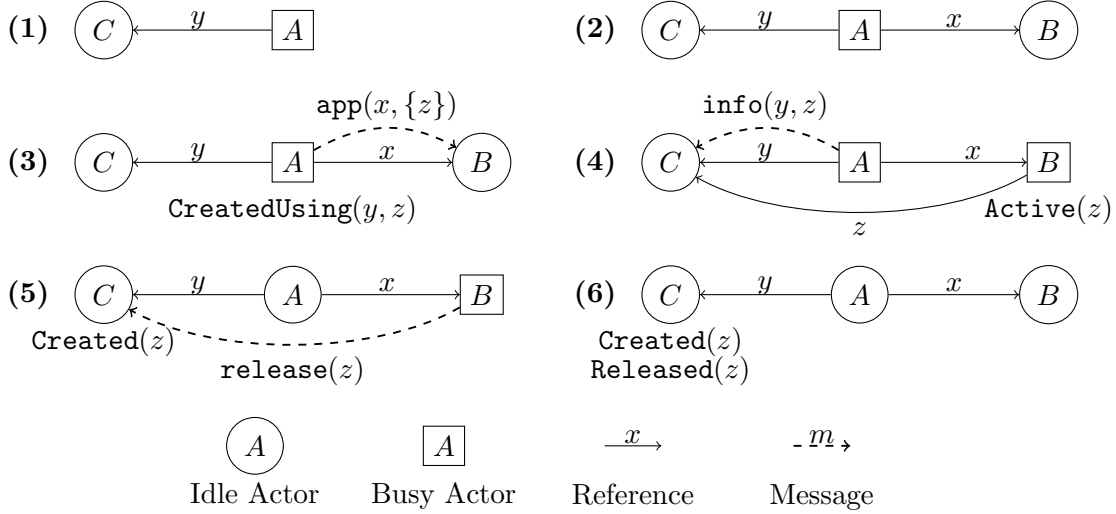 (1) C y A
(2) C y A x B
app(x, {z})
(3) C y A x B
CreatedUsing(y, z)
info(y, z)
(4) C y A x B
z
Active(z)
(5) C y A x B
Created(z)
release(z)
(6) C y A x B
Created(z)
Released(z)
A A x m
Idle Actor Busy Actor Reference Message